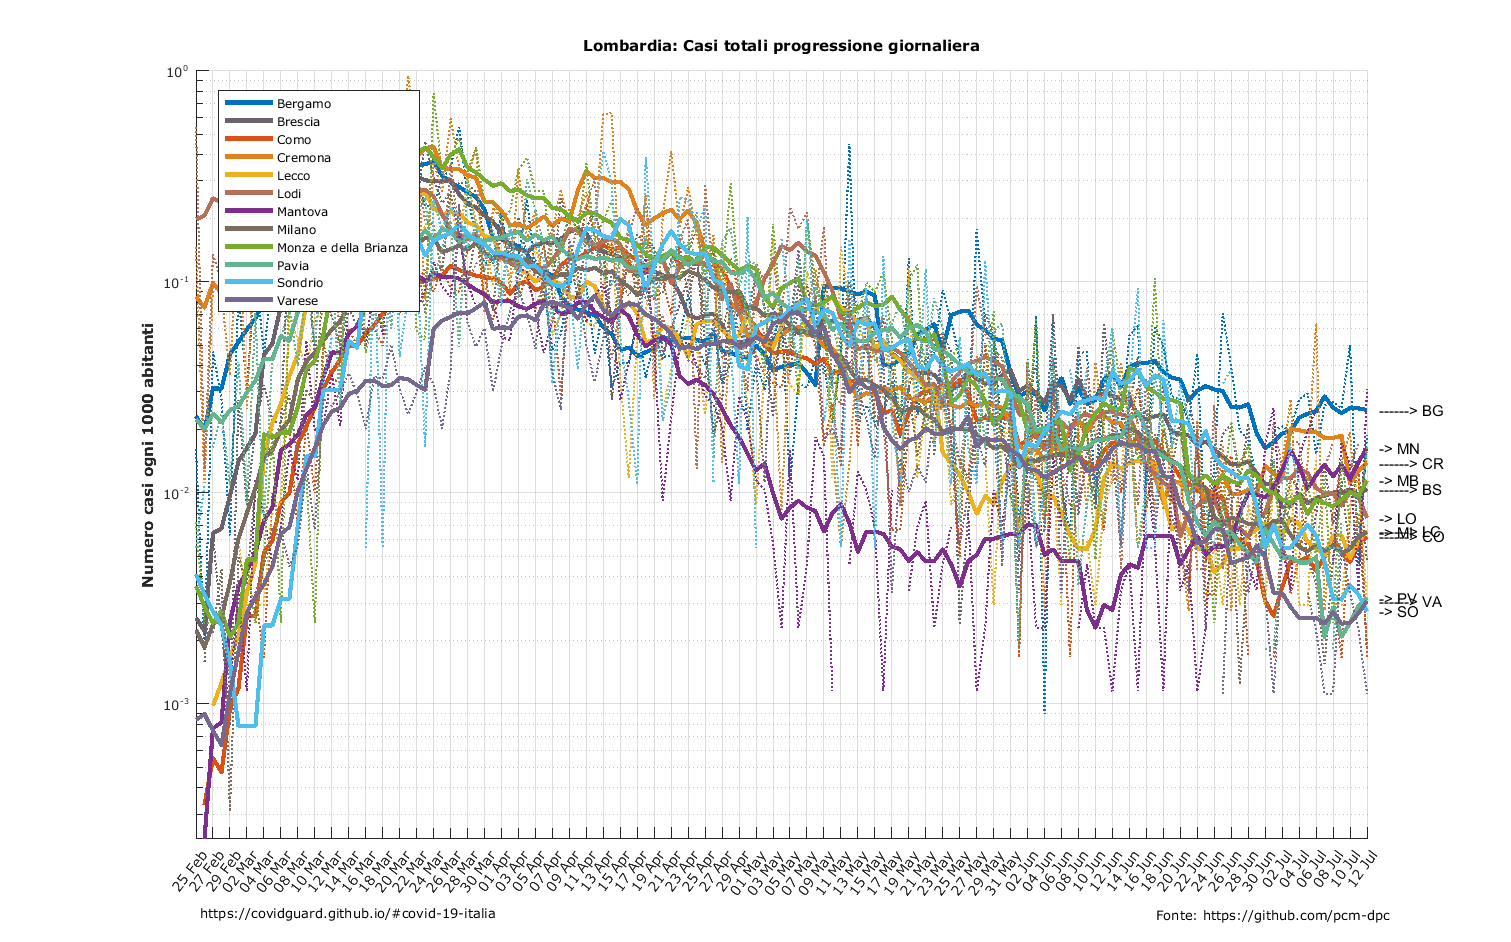 Lombardia: Casi totali progressione giornaliera
Numero casi ogni 1000 abitanti
10^0
10^-1
10^-2
10^-3
Bergamo
Brescia
Como
Cremona
Lecco
Lodi
Mantova
Milano
Monza e della Brianza
Pavia
Sondrio
Varese
------> BG
-> MN
------> CR
-> MB
------> BS
-> LO
-> MI
------> LC
------> CO
-> PV
------> VA
-> SO
25 Feb
27 Feb
29 Feb
02 Mar
04 Mar
06 Mar
08 Mar
10 Mar
12 Mar
14 Mar
16 Mar
18 Mar
20 Mar
22 Mar
24 Mar
26 Mar
28 Mar
30 Mar
01 Apr
03 Apr
05 Apr
07 Apr
09 Apr
11 Apr
13 Apr
15 Apr
17 Apr
19 Apr
21 Apr
23 Apr
25 Apr
27 Apr
29 Apr
01 May
03 May
05 May
07 May
09 May
11 May
13 May
15 May
17 May
19 May
21 May
23 May
25 May
27 May
29 May
31 May
02 Jun
04 Jun
06 Jun
08 Jun
10 Jun
12 Jun
14 Jun
16 Jun
18 Jun
20 Jun
22 Jun
24 Jun
26 Jun
28 Jun
30 Jun
02 Jul
04 Jul
06 Jul
08 Jul
10 Jul
12 Jul
https://covidguard.github.io/#covid-19-italia
Fonte: https://github.com/pcm-dpc